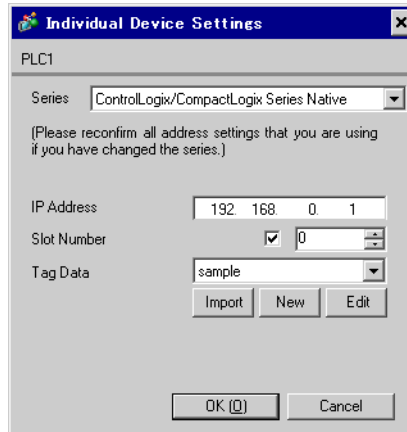 Individual Device Settings
PLC1
Series ControlLogix/CompactLogix Series Native
(Please reconfirm all address settings that you are using
if you have changed the series.)
IP Address 192. 168. 0. 1
Slot Number 0
Tag Data sample
Import New Edit
OK (O) Cancel